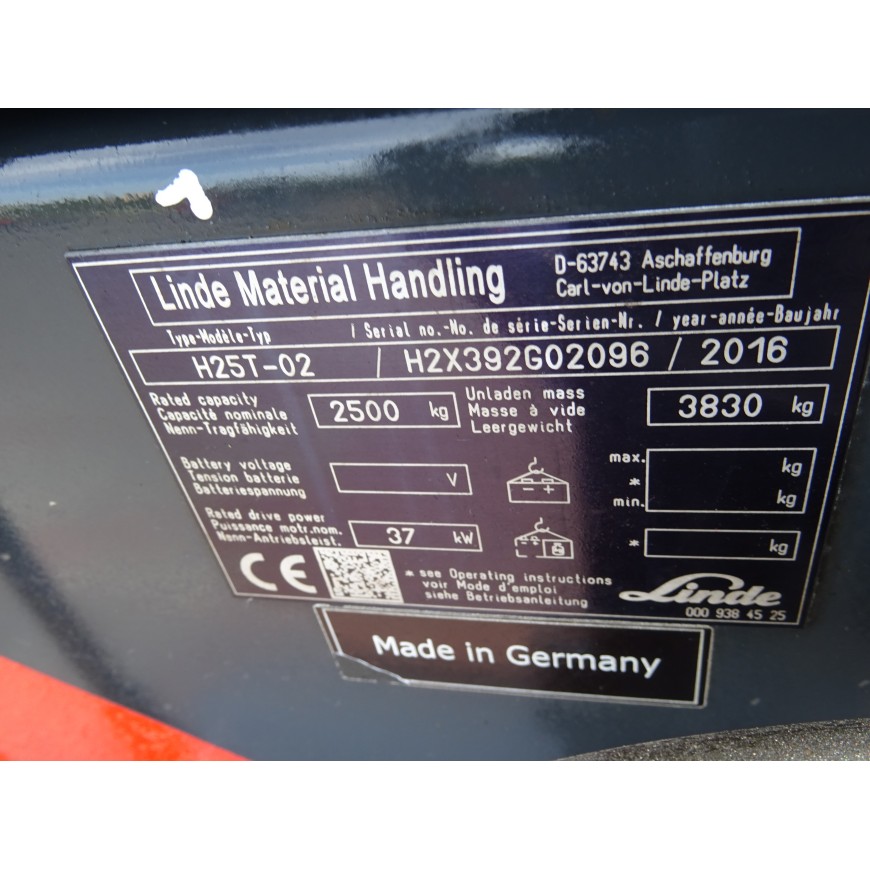 Linde Material Handling
D-63743 Aschaffenburg
Carl-von-Linde-Platz
Type-Modèle-Typ / Serial no.-No. de série-Serien-Nr. / year-année-Baujahr
H25T-02 / H2X392G02096 / 2016
Rated capacity
Capacité nominale
Nenn-Tragfähigkeit
2500 kg
Unladen mass
Masse à vide
Leergewicht
3830 kg
Battery voltage
Tension batterie
Batteriespannung
V
- +
max. kg
*
min. kg
Rated drive power
Puissance motr.nom.
Nenn-Antriebsleist.
37 kW
- +
* kg
CE
* see Operating instructions
voir Mode d'emploi
siehe Betriebsanleitung
Linde
000 938 45 25
Made in Germany